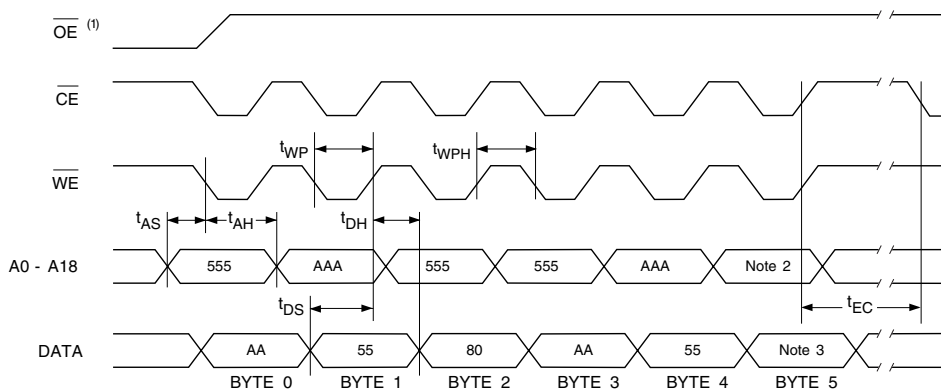 OE (1)
CE
tWP
tWPH
WE
tAS
tAH
tDH
A0 - A18
555
AAA
555
555
AAA
Note 2
tDS
tEC
DATA
AA
55
80
AA
55
Note 3
BYTE 0
BYTE 1
BYTE 2
BYTE 3
BYTE 4
BYTE 5